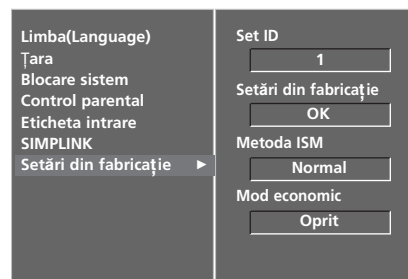 Limba(Language)
Țara
Blocare sistem
Control parental
Eticheta intrare
SIMPLINK
Setări din fabricație ►
Set ID
1
Setări din fabricație
OK
Metoda ISM
Normal
Mod economic
Oprit